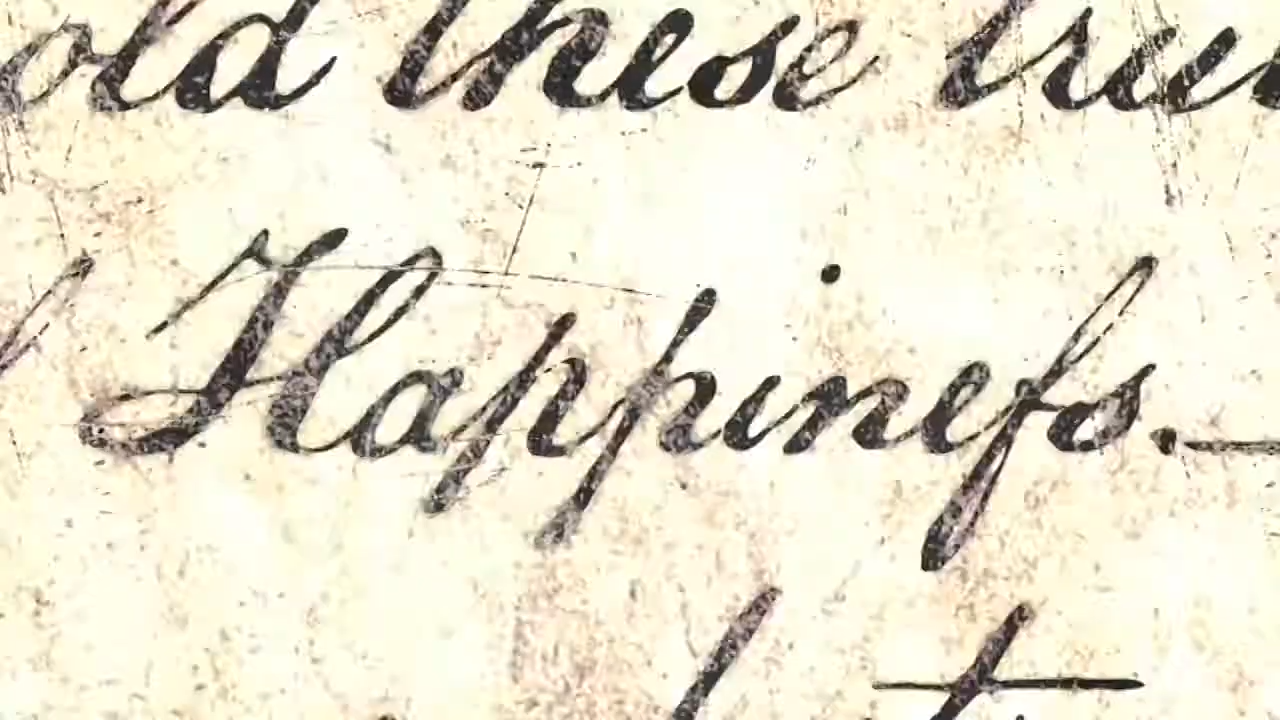 old these tru
Happineſs.—